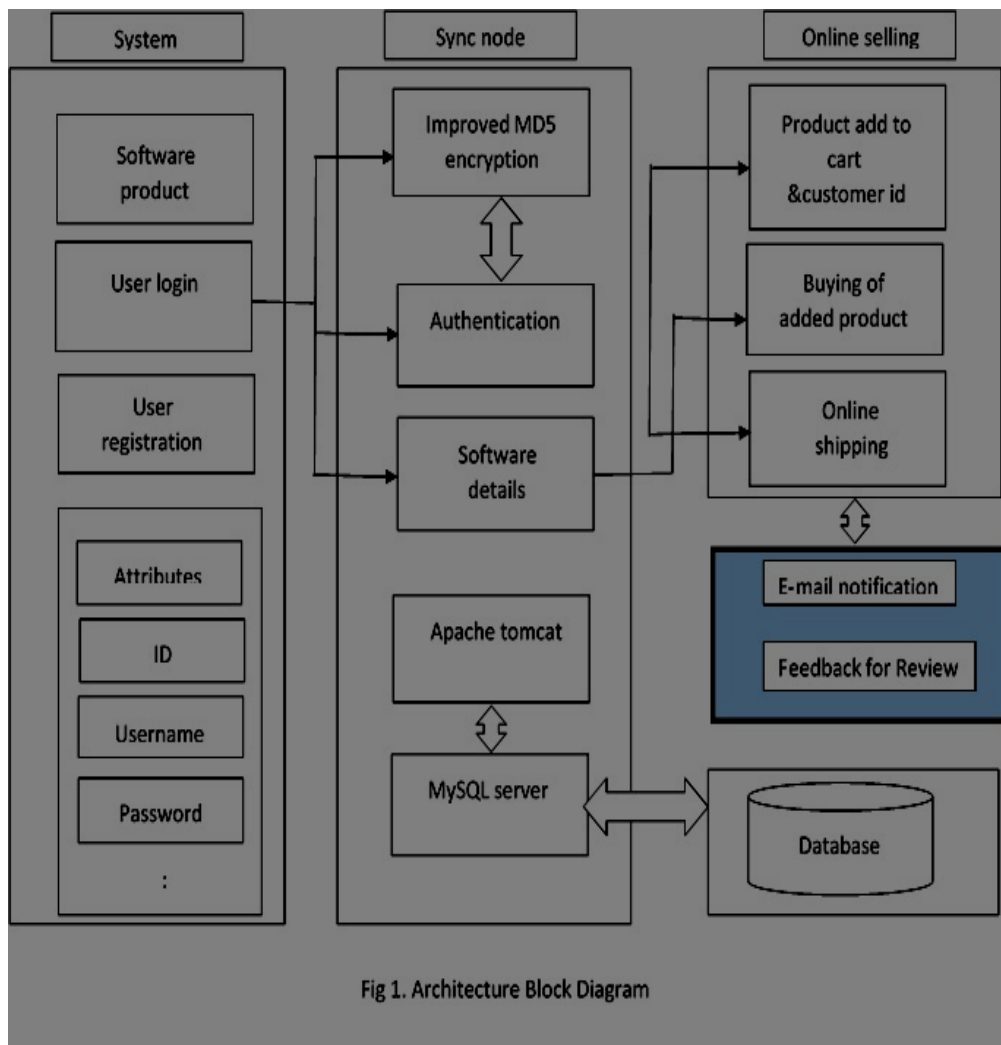 System
Software
product
User login
User
registration
Attributes
ID
Username
Password
:
Sync node
Improved MD5
encryption
Authentication
Software
details
Apache tomcat
MySQL server
Online selling
Product add to
cart
&customer id
Buying of
added product
Online
shipping
E-mail notification
Feedback for Review
Database
Fig 1. Architecture Block Diagram